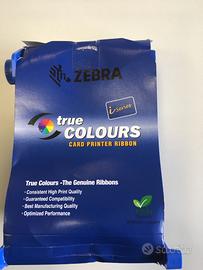 ZEBRA
i series
true
COLOURS
CARD PRINTER RIBBON
True Colours -The Genuine Ribbons
- Consistent High Print Quality
- Guaranteed Compatibility
- Best Manufacturing Quality
- Optimized Performance
subito